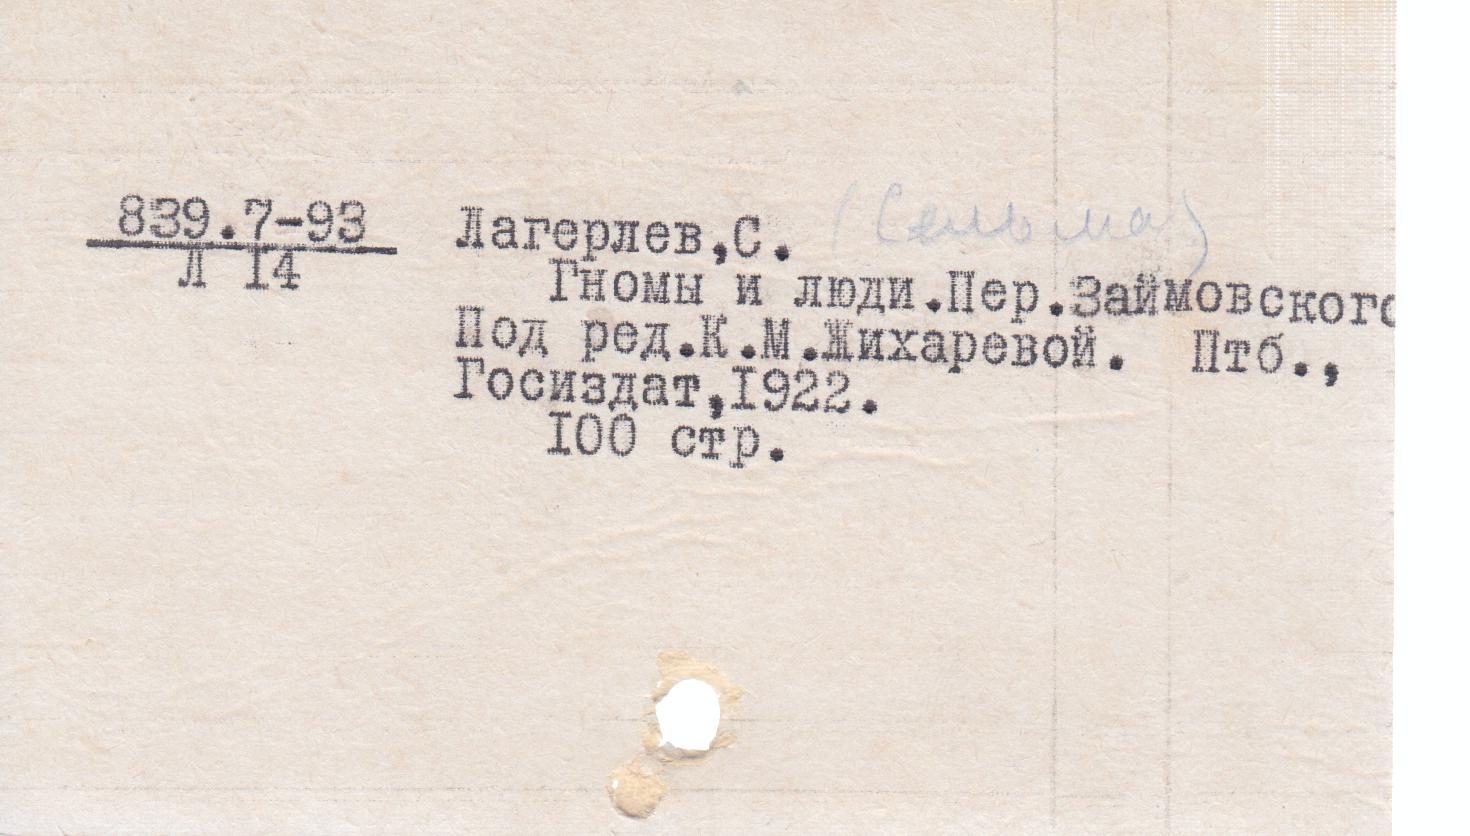 839.7-93
Л 14
Лагерлев,С. (Сельма)
Гномы и люди.Пер.Займовского
Под ред.К.М.Жихаревой. Птб.,
Госиздат,1922.
100 стр.